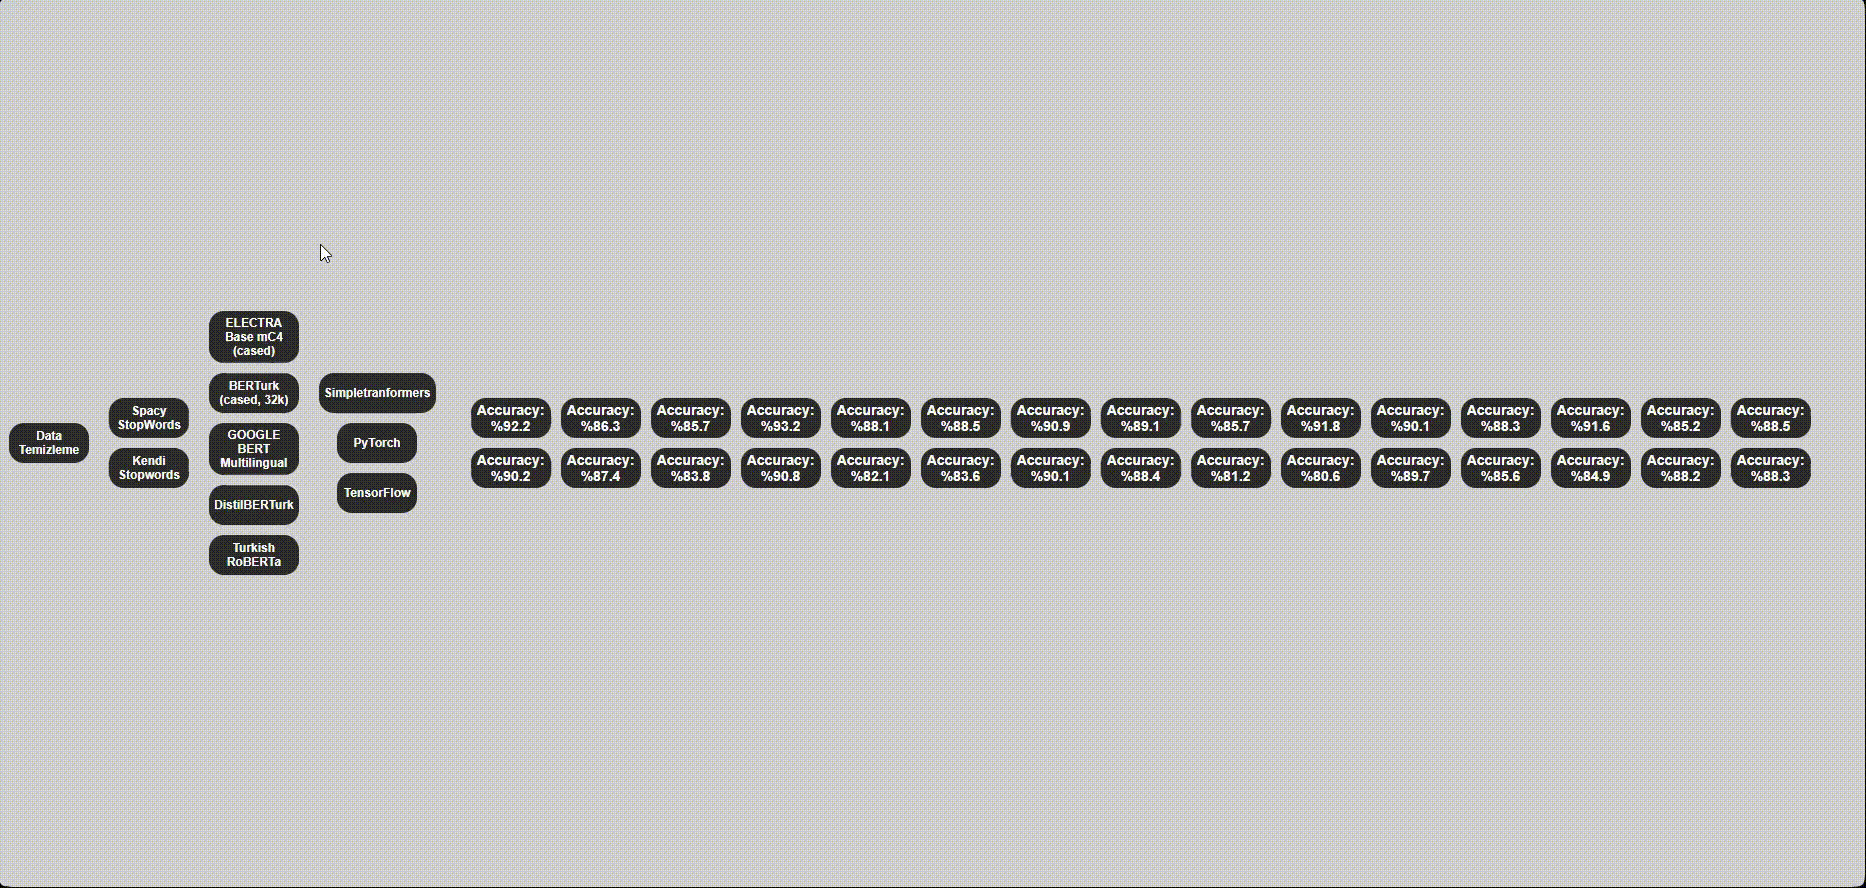 Data
Temizleme
Spacy
StopWords
Kendi
Stopwords
ELECTRA
Base mC4
(cased)
BERTurk
(cased, 32k)
GOOGLE
BERT
Multilingual
DistilBERTurk
Turkish
RoBERTa
Simpletranformers
PyTorch
TensorFlow
Accuracy:
%92.2
Accuracy:
%86.3
Accuracy:
%85.7
Accuracy:
%93.2
Accuracy:
%88.1
Accuracy:
%88.5
Accuracy:
%90.9
Accuracy:
%89.1
Accuracy:
%85.7
Accuracy:
%91.8
Accuracy:
%90.1
Accuracy:
%88.3
Accuracy:
%91.6
Accuracy:
%85.2
Accuracy:
%88.5
Accuracy:
%90.2
Accuracy:
%87.4
Accuracy:
%83.8
Accuracy:
%90.8
Accuracy:
%82.1
Accuracy:
%83.6
Accuracy:
%90.1
Accuracy:
%88.4
Accuracy:
%81.2
Accuracy:
%80.6
Accuracy:
%89.7
Accuracy:
%85.6
Accuracy:
%84.9
Accuracy:
%88.2
Accuracy:
%88.3